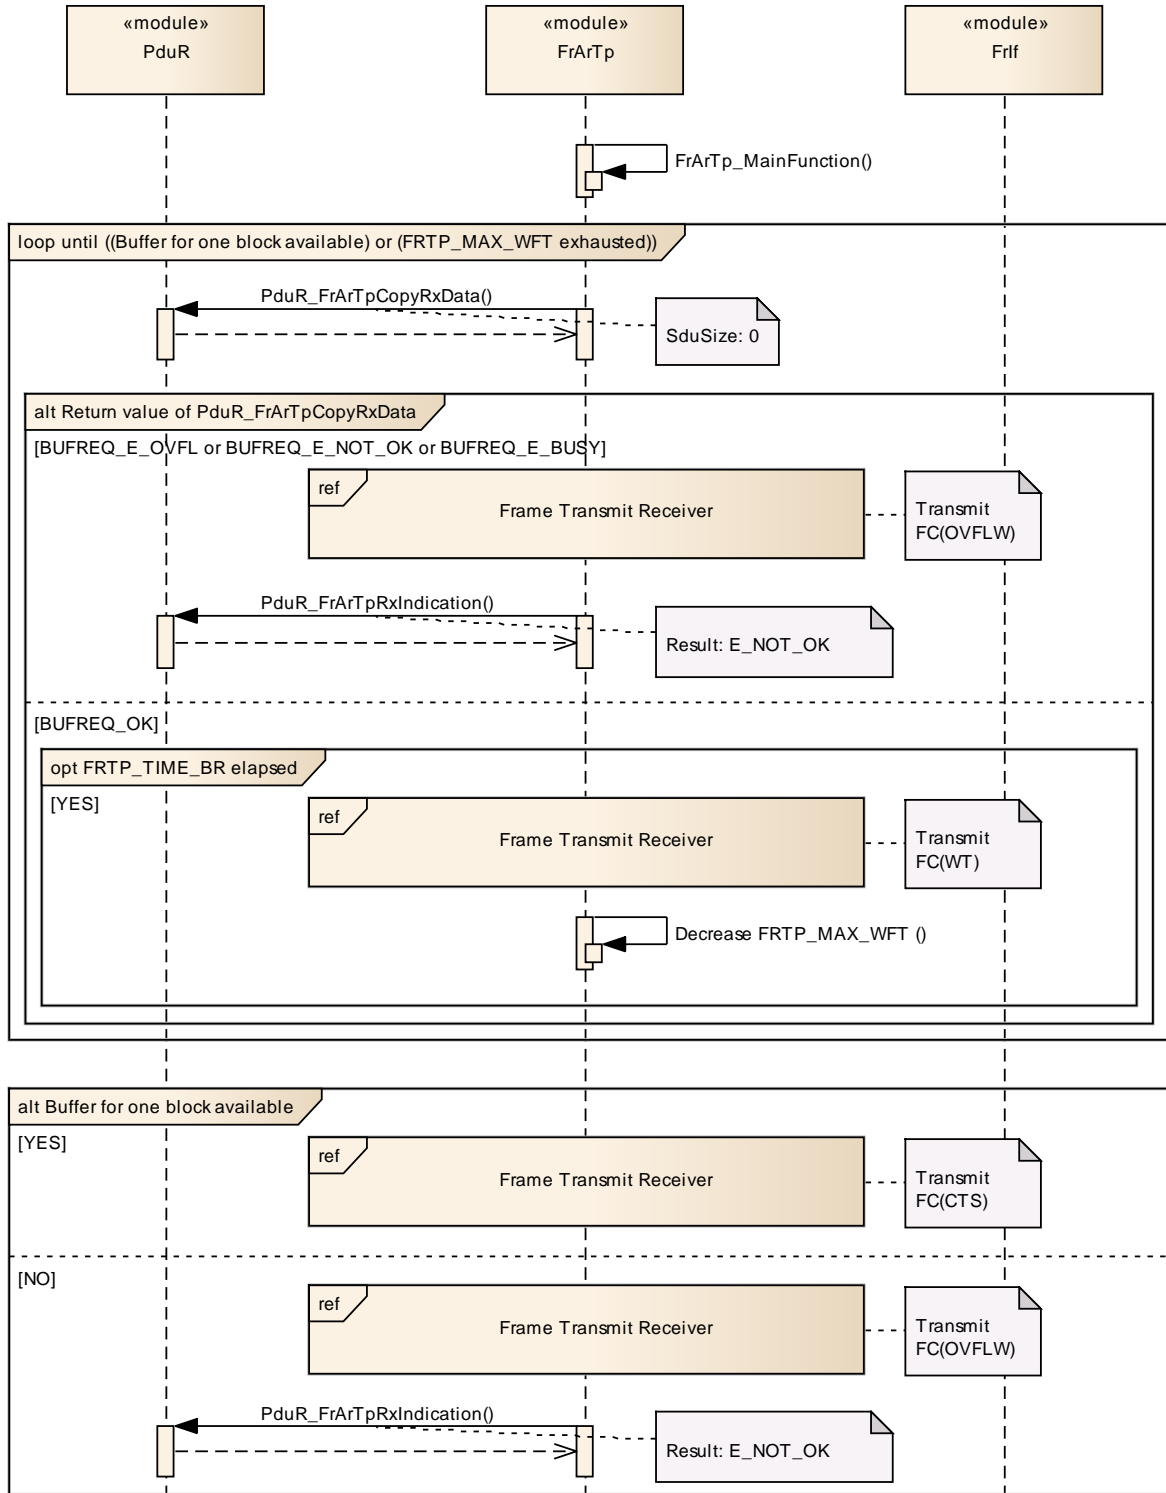 «module»
PduR
«module»
FrArTp
«module»
FrIf
FrArTp_MainFunction()
loop until ((Buffer for one block available) or (FRTP_MAX_WFT exhausted))
PduR_FrArTpCopyRxData()
SduSize: 0
alt Return value of PduR_FrArTpCopyRxData
[BUFREQ_E_OVFL or BUFREQ_E_NOT_OK or BUFREQ_E_BUSY]
ref
Frame Transmit Receiver
Transmit
FC(OVFLW)
PduR_FrArTpRxIndication()
Result: E_NOT_OK
[BUFREQ_OK]
opt FRTP_TIME_BR elapsed
[YES]
ref
Frame Transmit Receiver
Transmit
FC(WT)
Decrease FRTP_MAX_WFT ()
alt Buffer for one block available
[YES]
ref
Frame Transmit Receiver
Transmit
FC(CTS)
[NO]
ref
Frame Transmit Receiver
Transmit
FC(OVFLW)
PduR_FrArTpRxIndication()
Result: E_NOT_OK